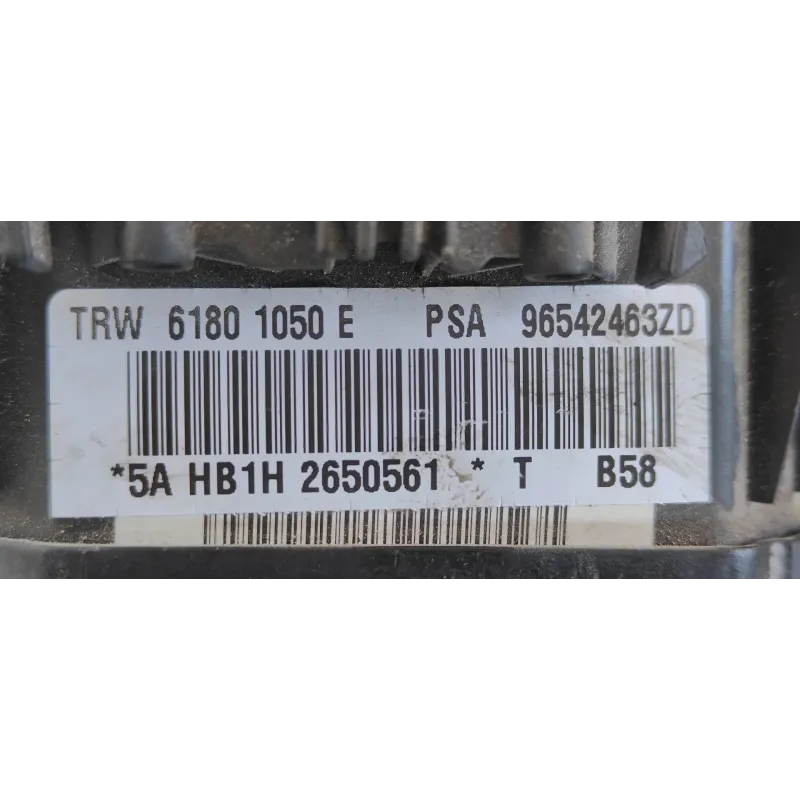 TRW 6180 1050 E PSA 96542463ZD
*5A HB1H 2650561 * T B58